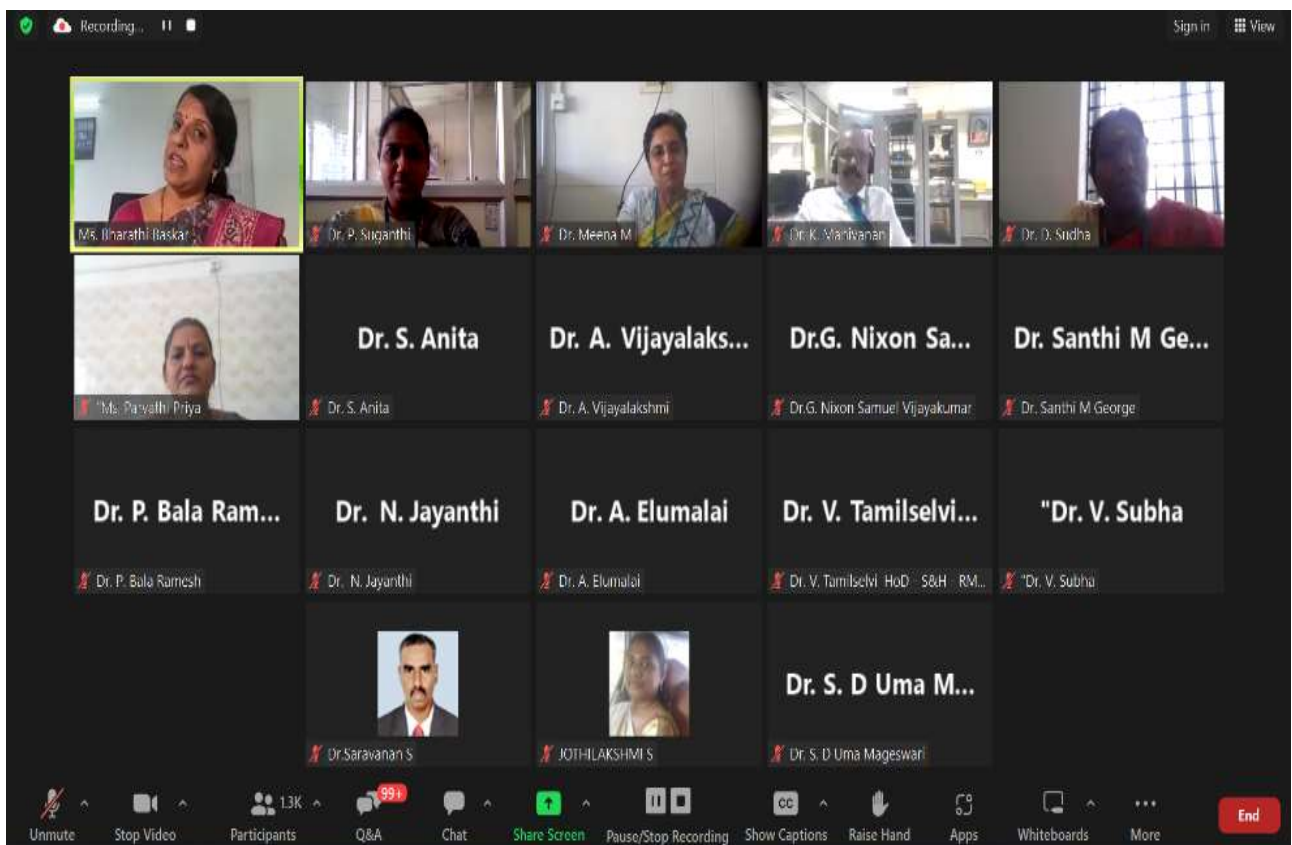 Recording...
Sign in
View
Ms. Bharathi Baskar
Dr. P. Suganthi
Dr. Meena M
Dr. K. Manivanan
Dr. D. Sudha
"Ms. Parvathi Priya
Dr. S. Anita
Dr. A. Vijayalaks...
Dr.G. Nixon Sa...
Dr. Santhi M Ge...
Dr. S. Anita
Dr. A. Vijayalakshmi
Dr.G. Nixon Samuel Vijayakumar
Dr. Santhi M George
Dr. P. Bala Ram...
Dr. N. Jayanthi
Dr. A. Elumalai
Dr. V. Tamilselvi...
"Dr. V. Subha
Dr. P. Bala Ramesh
Dr. N. Jayanthi
Dr. A. Elumalai
Dr. V. Tamilselvi HoD - S&H - RM...
"Dr. V. Subha
Dr. S. D Uma M...
Dr.Saravanan S
JOTHILAKSHMI S
Dr. S. D Uma Mageswari
99+
1.3K
CC
Unmute
Stop Video
Participants
Q&A
Chat
Share Screen
Pause/Stop Recording
Show Captions
Raise Hand
Apps
Whiteboards
More
End